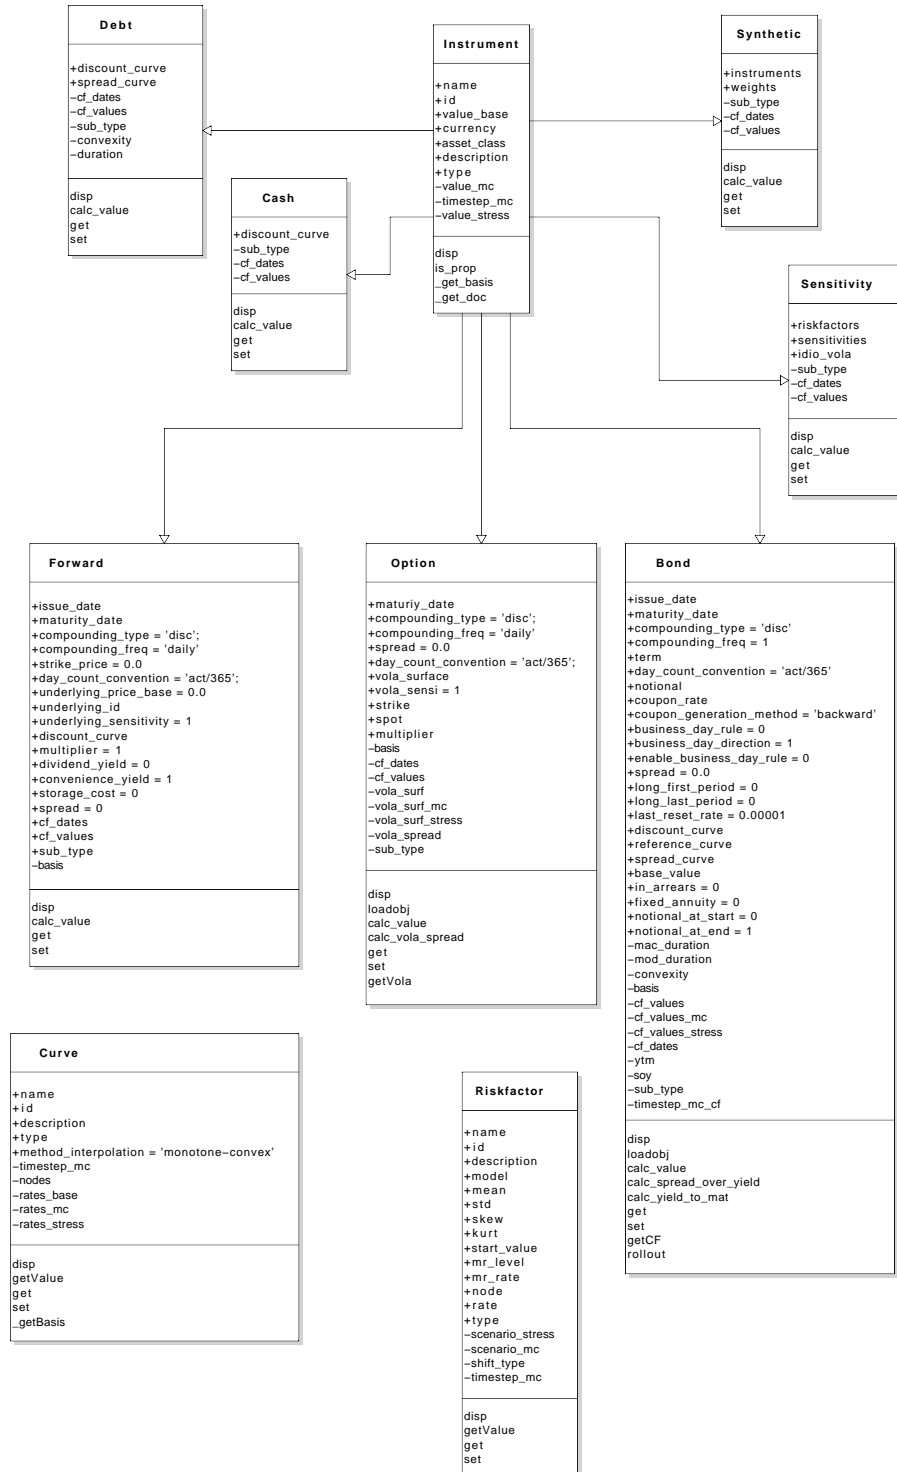 Debt
+discount_curve
+spread_curve
–cf_dates
–cf_values
–sub_type
–convexity
–duration
disp
calc_value
get
set
Instrument
+name
+id
+value_base
+currency
+asset_class
+description
+type
–value_mc
–timestep_mc
–value_stress
disp
is_prop
_get_basis
_get_doc
Synthetic
+instruments
+weights
–sub_type
–cf_dates
–cf_values
disp
calc_value
get
set
Cash
+discount_curve
–sub_type
–cf_dates
–cf_values
disp
calc_value
get
set
Sensitivity
+riskfactors
+sensitivities
+idio_vola
–sub_type
–cf_dates
–cf_values
disp
calc_value
get
set
Forward
+issue_date
+maturity_date
+compounding_type = 'disc';
+compounding_freq = 'daily'
+strike_price = 0.0
+day_count_convention = 'act/365';
+underlying_price_base = 0.0
+underlying_id
+underlying_sensitivity = 1
+discount_curve
+multiplier = 1
+dividend_yield = 0
+convenience_yield = 1
+storage_cost = 0
+spread = 0
+cf_dates
+cf_values
+sub_type
–basis
disp
calc_value
get
set
Option
+maturiy_date
+compounding_type = 'disc';
+compounding_freq = 'daily'
+spread = 0.0
+day_count_convention = 'act/365';
+vola_surface
+vola_sensi = 1
+strike
+spot
+multiplier
–basis
–cf_dates
–cf_values
–vola_surf
–vola_surf_mc
–vola_surf_stress
–vola_spread
–sub_type
disp
loadobj
calc_value
calc_vola_spread
get
set
getVola
Bond
+issue_date
+maturity_date
+compounding_type = 'disc'
+compounding_freq = 1
+term
+day_count_convention = 'act/365'
+notional
+coupon_rate
+coupon_generation_method = 'backward'
+business_day_rule = 0
+business_day_direction = 1
+enable_business_day_rule = 0
+spread = 0.0
+long_first_period = 0
+long_last_period = 0
+last_reset_rate = 0.00001
+discount_curve
+reference_curve
+spread_curve
+base_value
+in_arrears = 0
+fixed_annuity = 0
+notional_at_start = 0
+notional_at_end = 1
–mac_duration
–mod_duration
–convexity
–basis
–cf_values
–cf_values_mc
–cf_values_stress
–cf_dates
–ytm
–soy
–sub_type
–timestep_mc_cf
disp
loadobj
calc_value
calc_spread_over_yield
calc_yield_to_mat
get
set
getCF
rollout
Curve
+name
+id
+description
+type
+method_interpolation = 'monotone–convex'
–timestep_mc
–nodes
–rates_base
–rates_mc
–rates_stress
disp
getValue
get
set
_getBasis
Riskfactor
+name
+id
+description
+model
+mean
+std
+skew
+kurt
+start_value
+mr_level
+mr_rate
+node
+rate
+type
–scenario_stress
–scenario_mc
–shift_type
–timestep_mc
disp
getValue
get
set